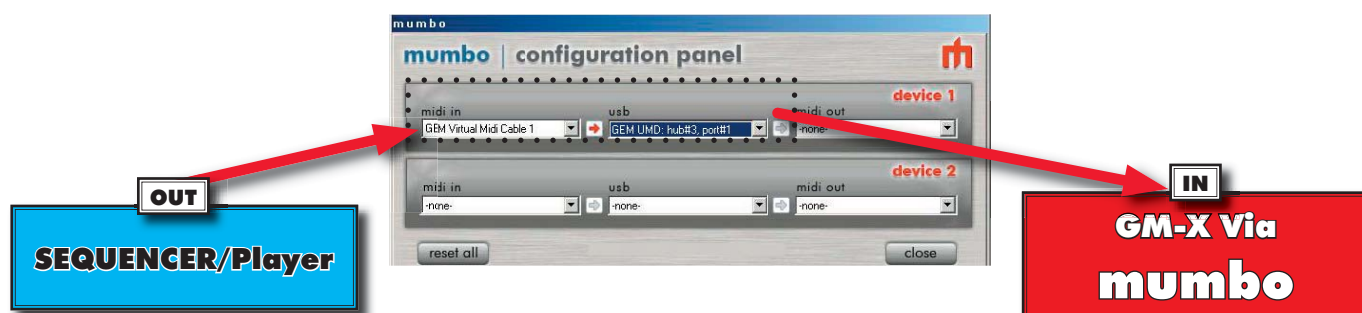 mumbo
mumbo | configuration panel
device 1
midi in usb midi out
GEM Virtual Midi Cable 1 GEM UMD: hub#3, port#1 -none-
device 2
midi in usb midi out
-none- -none- -none-
reset all close
OUT
SEQUENCER/Player
IN
GM-X Via
mumbo